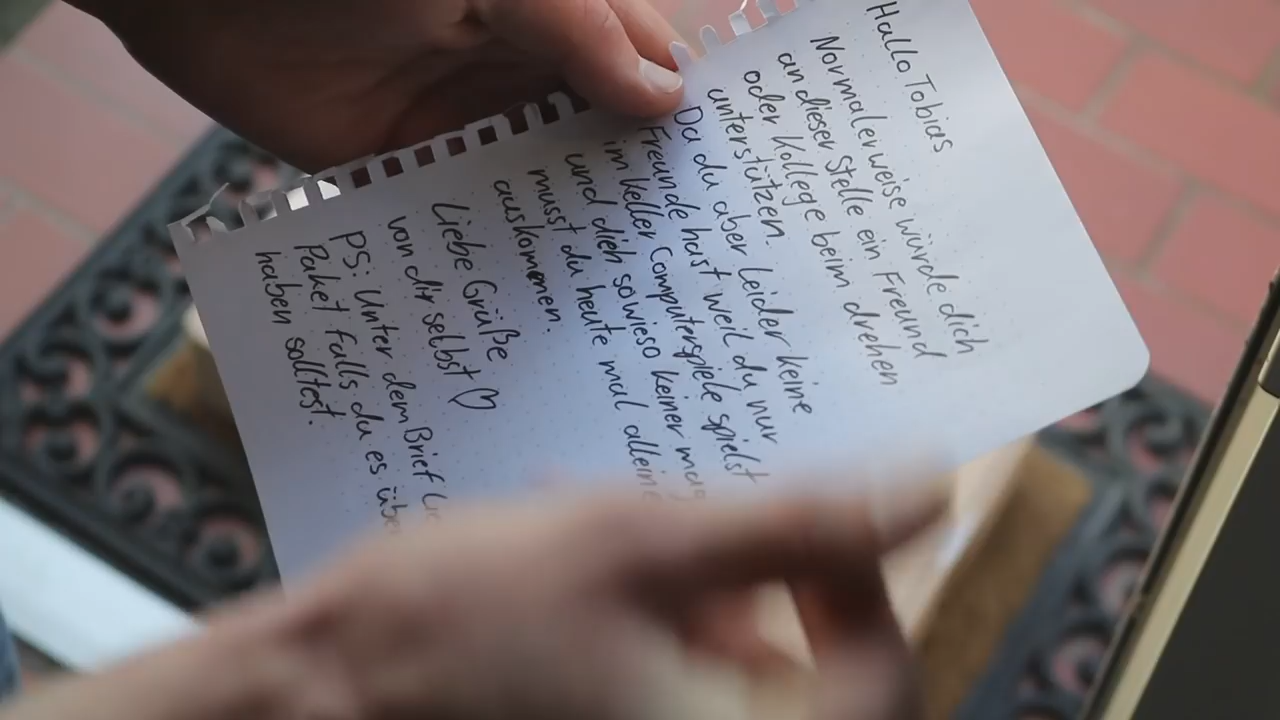 Hallo Tobias.
Normalerweise würde dich
an dieser Stelle ein Freund
oder Kollege beim drehen
unterstützen.
Da du aber leider keine
Freunde hast weil du nur
im keller Computerspiele spielst
und dich sowieso keiner mag
musst du heute mal alleine
auskommen.
Liebe Grüße
von dir selbst ♡
PS: Unter dem Brief
Paket falls du es
haben solltest.